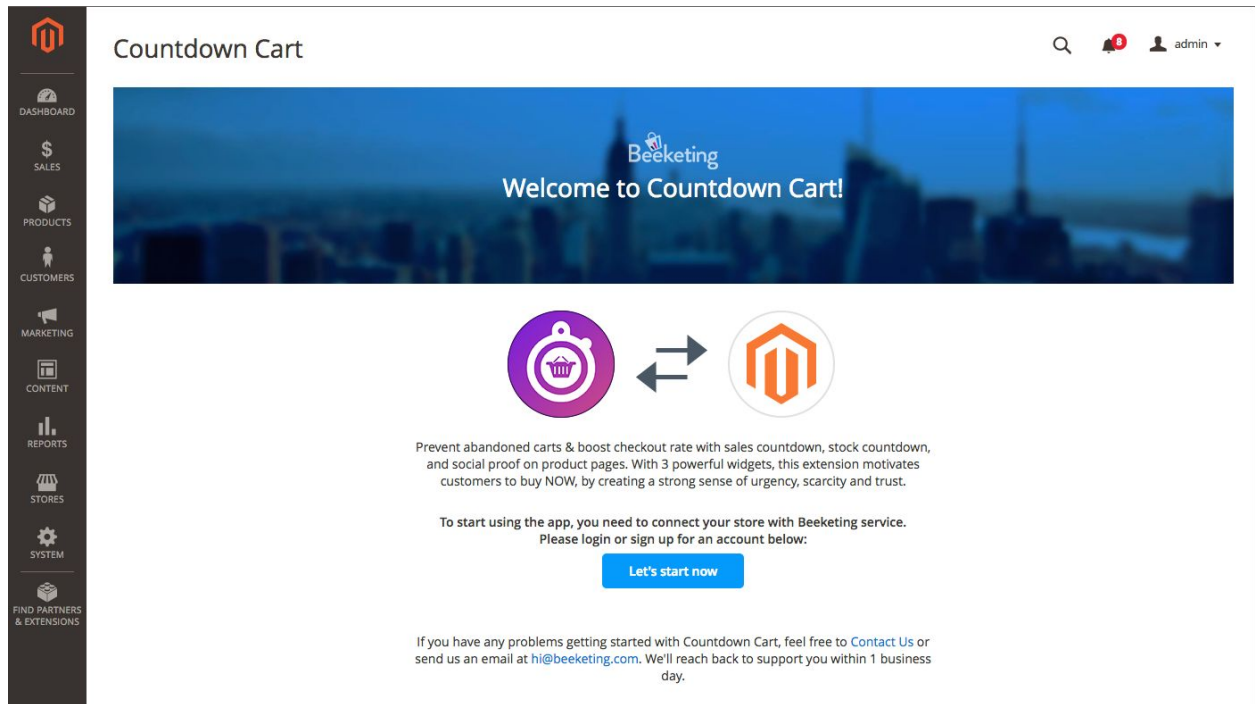 Countdown Cart
8
admin
DASHBOARD
$
SALES
PRODUCTS
CUSTOMERS
MARKETING
CONTENT
REPORTS
STORES
SYSTEM
FIND PARTNERS
& EXTENSIONS
Beeketing
Welcome to Countdown Cart!
Prevent abandoned carts & boost checkout rate with sales countdown, stock countdown,
and social proof on product pages. With 3 powerful widgets, this extension motivates
customers to buy NOW, by creating a strong sense of urgency, scarcity and trust.
To start using the app, you need to connect your store with Beeketing service.
Please login or sign up for an account below:
Let's start now
If you have any problems getting started with Countdown Cart, feel free to Contact Us or
send us an email at hi@beeketing.com. We'll reach back to support you within 1 business
day.